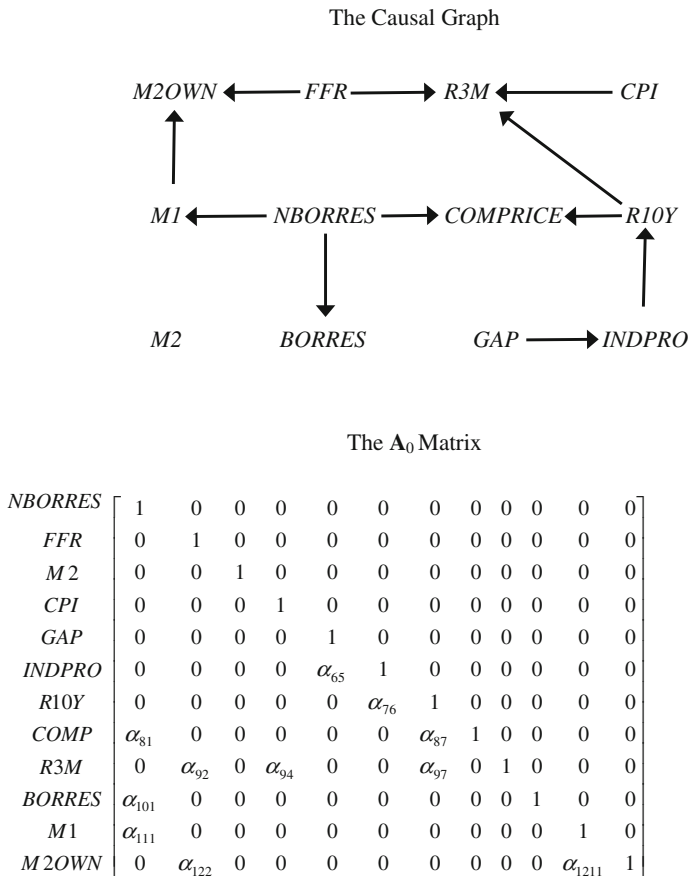 The Causal Graph
M2OWN FFR R3M CPI
M1 NBORRES COMPRICE R10Y
M2 BORRES GAP INDPRO
The A₀ Matrix
NBORRES 1 0 0 0 0 0 0 0 0 0 0 0
FFR 0 1 0 0 0 0 0 0 0 0 0 0
M 2 0 0 1 0 0 0 0 0 0 0 0 0
CPI 0 0 0 1 0 0 0 0 0 0 0 0
GAP 0 0 0 0 1 0 0 0 0 0 0 0
INDPRO 0 0 0 0 α₆₅ 1 0 0 0 0 0 0
R10Y 0 0 0 0 0 α₇₆ 1 0 0 0 0 0
COMP α₈₁ 0 0 0 0 0 α₈₇ 1 0 0 0 0
R3M 0 α₉₂ 0 α₉₄ 0 0 α₉₇ 0 1 0 0 0
BORRES α₁₀₁ 0 0 0 0 0 0 0 0 1 0 0
M1 α₁₁₁ 0 0 0 0 0 0 0 0 0 1 0
M 2OWN 0 α₁₂₂ 0 0 0 0 0 0 0 0 α₁₂₁₁ 1